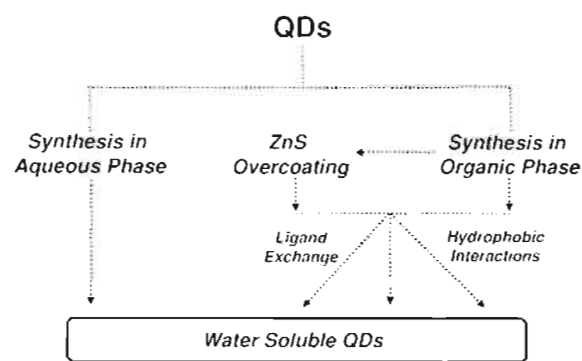 QDs
Synthesis in
Aqueous Phase
ZnS
Overcoating
Synthesis in
Organic Phase
Ligand
Exchange
Hydrophobic
Interactions
Water Soluble QDs